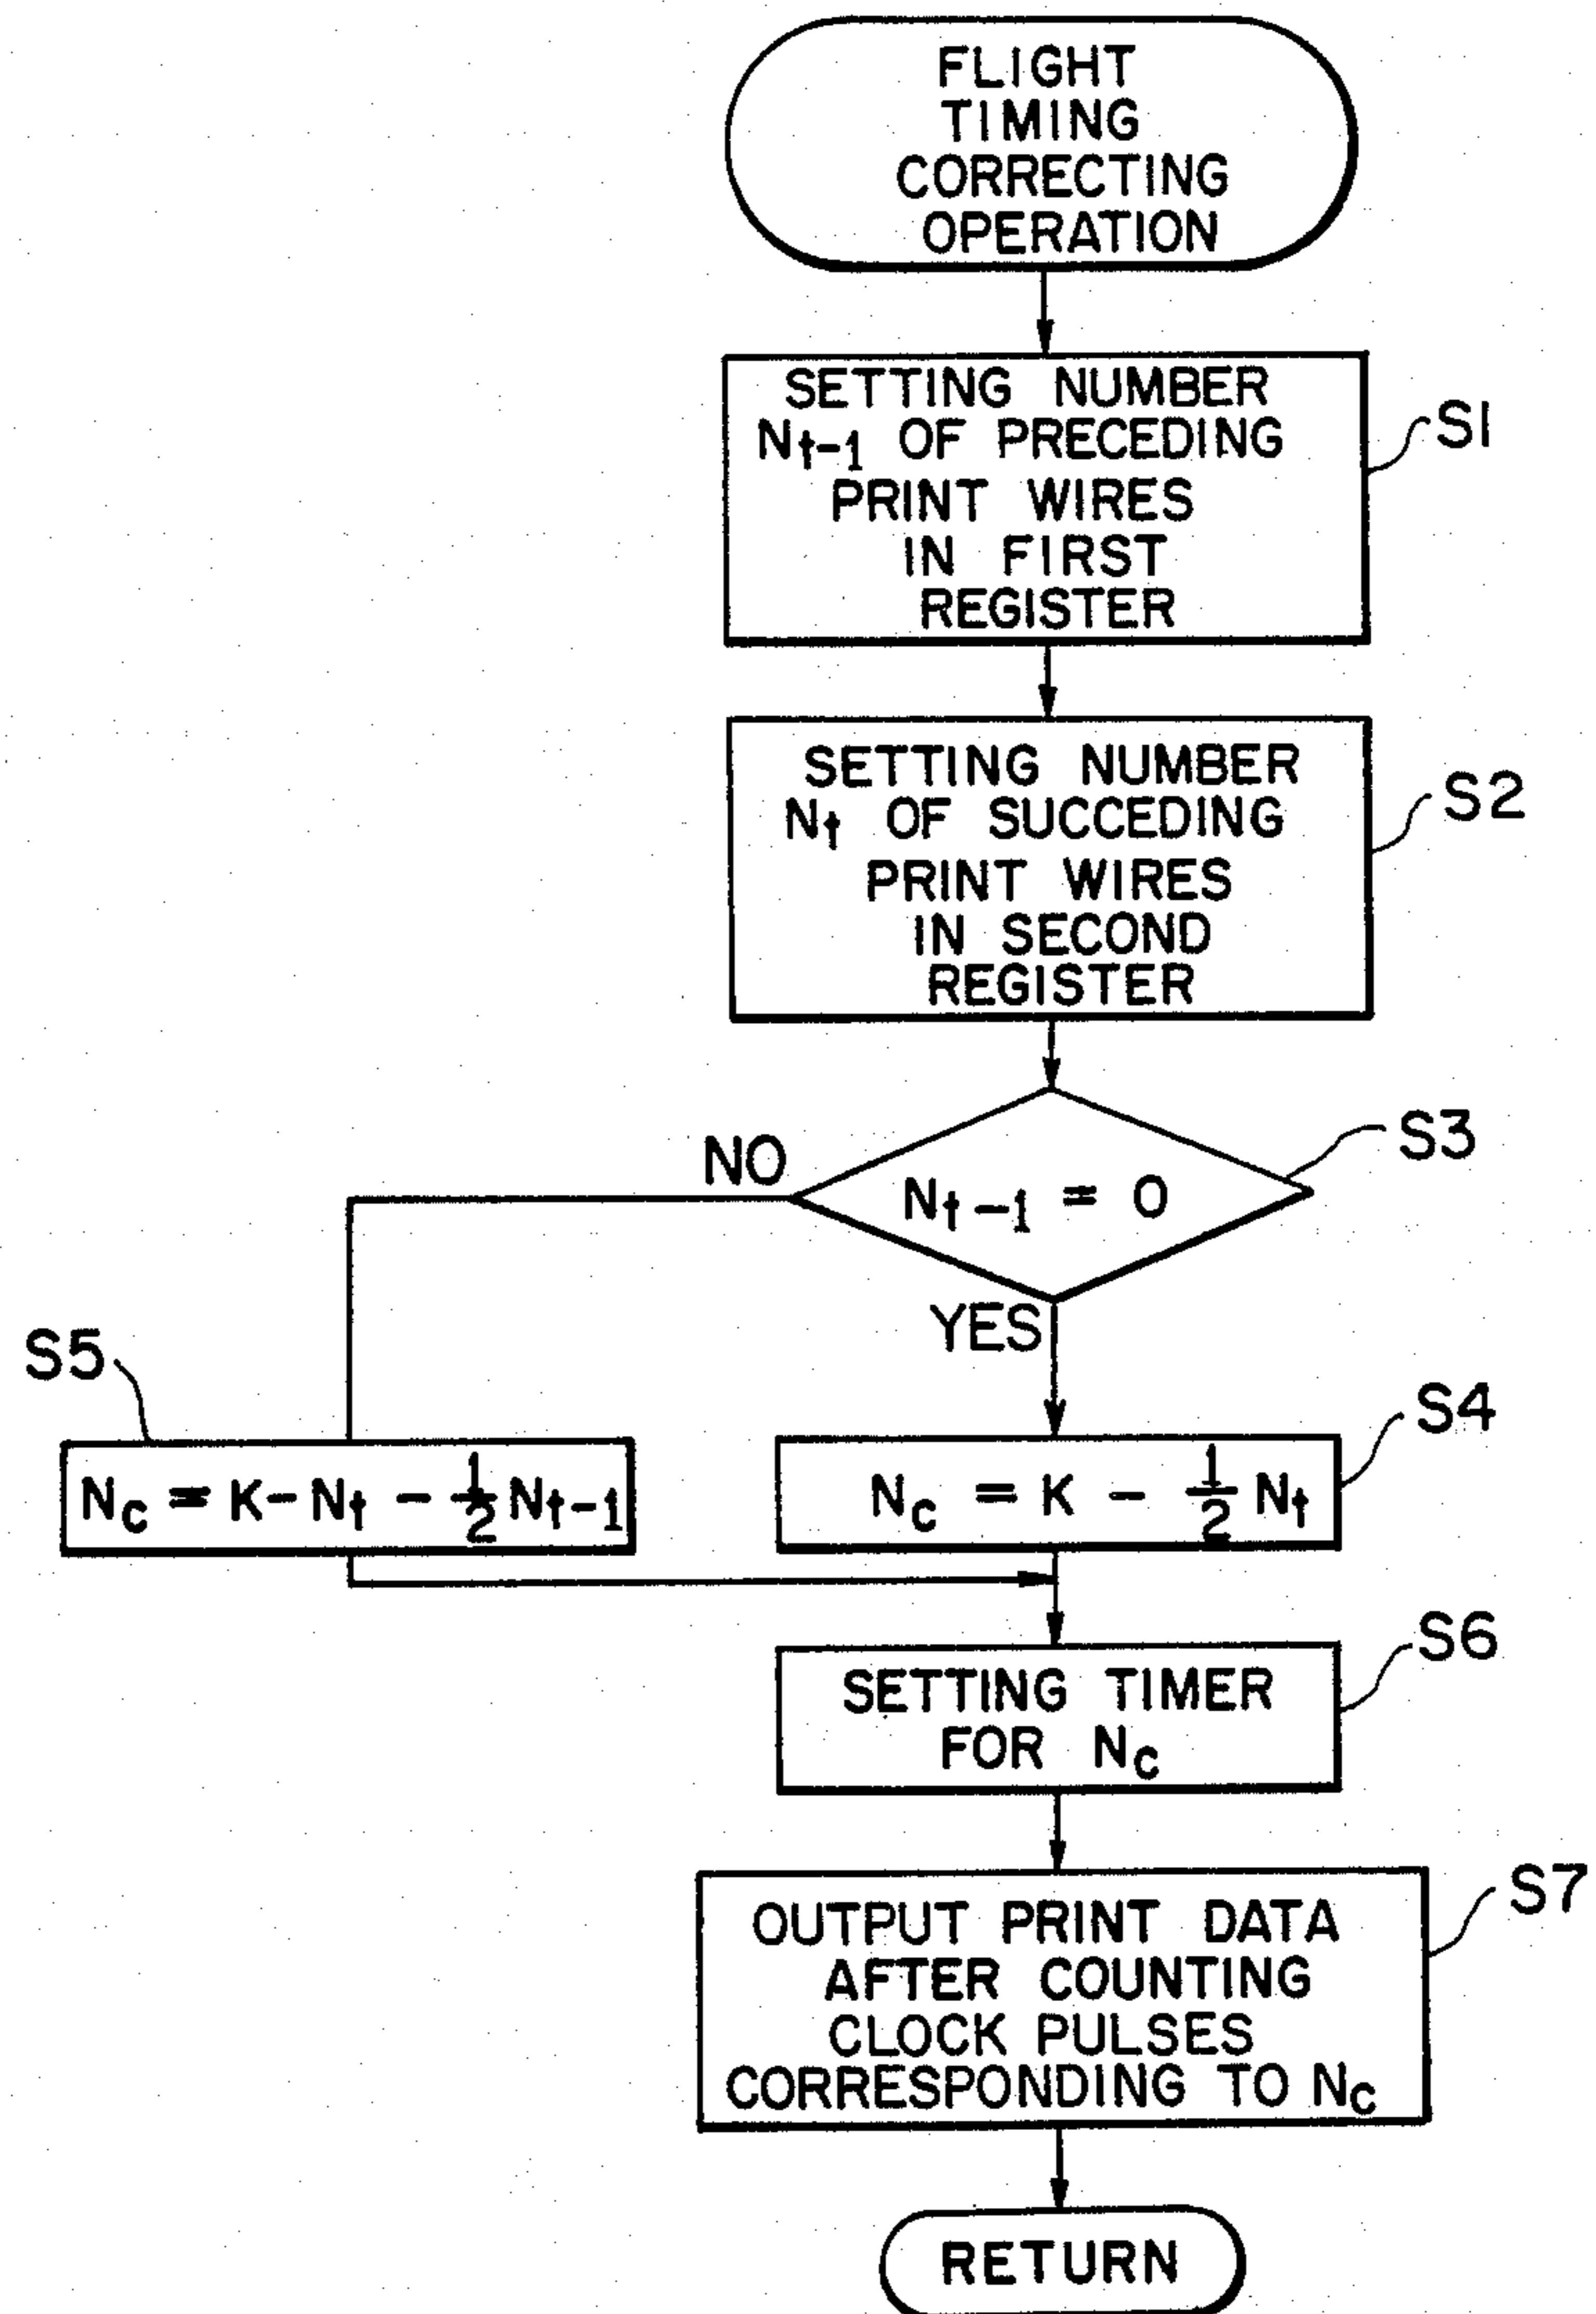 FLIGHT
TIMING
CORRECTING
OPERATION
SETTING NUMBER
Nt-1 OF PRECEDING
PRINT WIRES
IN FIRST
REGISTER
S1
SETTING NUMBER
Nt OF SUCCEDING
PRINT WIRES
IN SECOND
REGISTER
S2
Nt-1 = 0
S3
NO
YES
S5
Nc = K-Nt - 1/2 Nt-1
S4
Nc = K - 1/2 Nt
S6
SETTING TIMER
FOR Nc
S7
OUTPUT PRINT DATA
AFTER COUNTING
CLOCK PULSES
CORRESPONDING TO Nc
RETURN